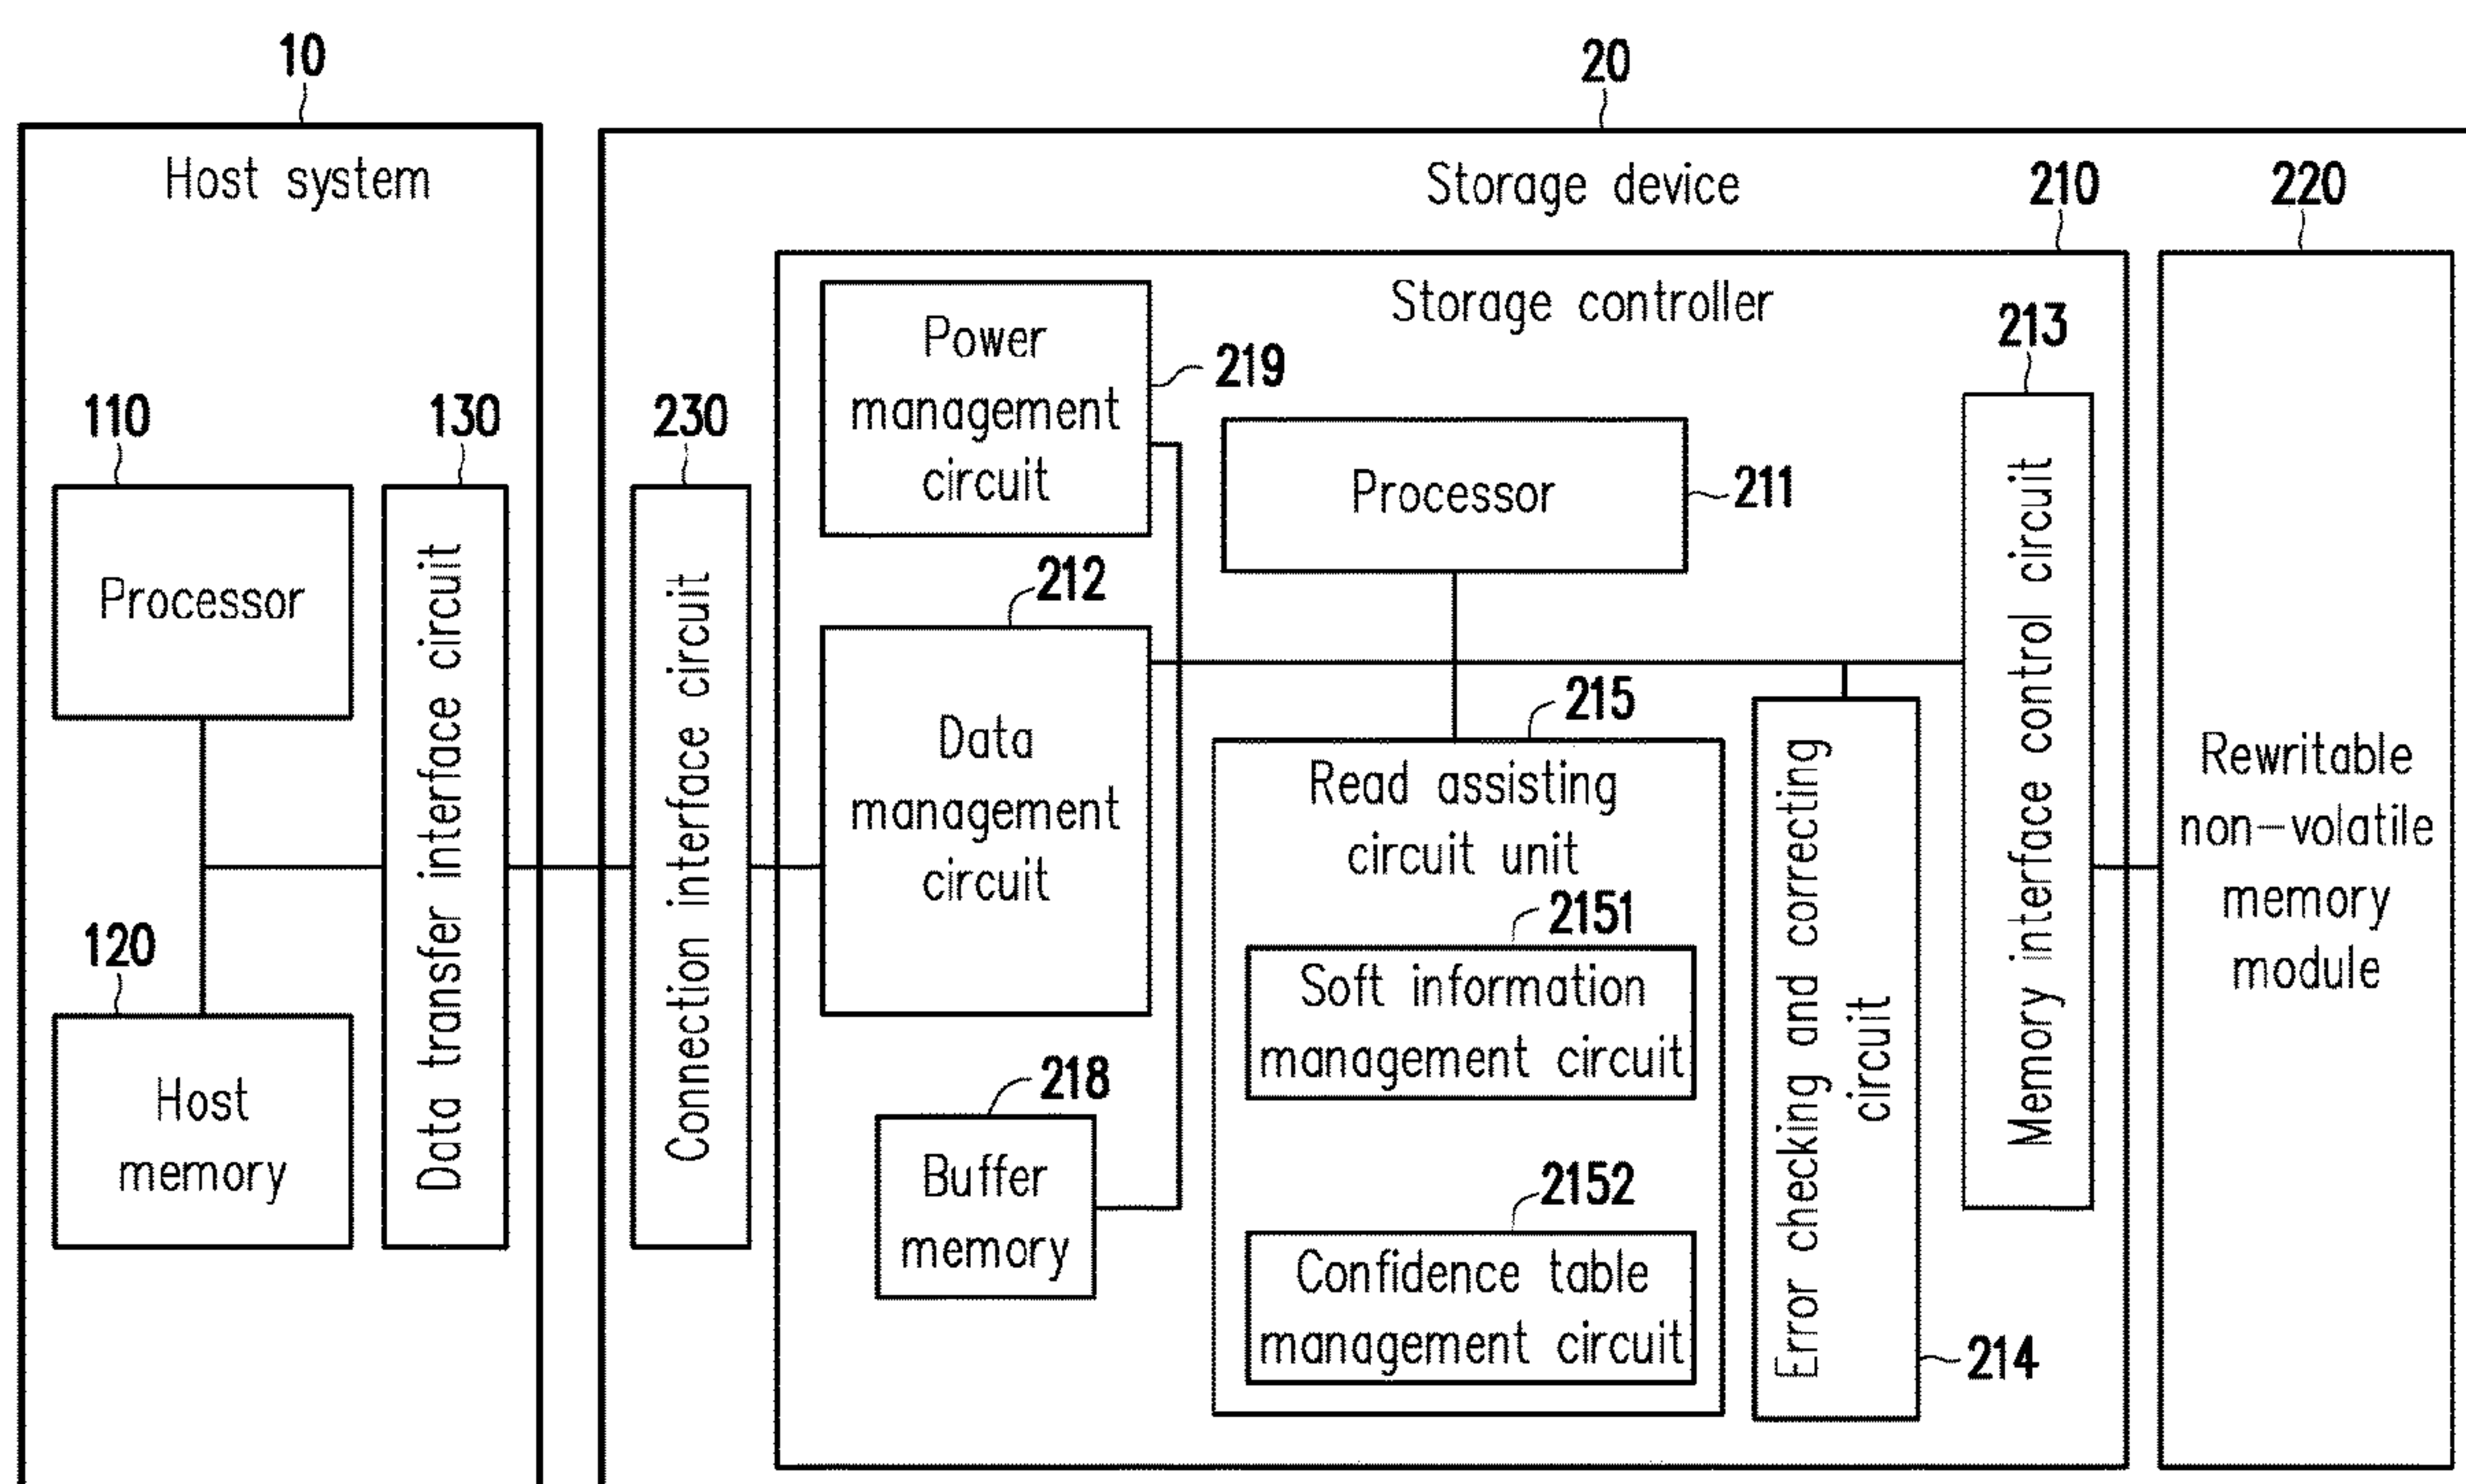 10
Host system
110
Processor
130
Data transfer interface circuit
120
Host
memory
20
Storage device
230
Connection interface circuit
210
Storage controller
Power
management
circuit
219
Processor
211
212
Data
management
circuit
218
Buffer
memory
215
Read assisting
circuit unit
2151
Soft information
management circuit
2152
Confidence table
management circuit
Error checking and correcting
circuit
214
213
Memory interface control circuit
220
Rewritable
non-volatile
memory
module